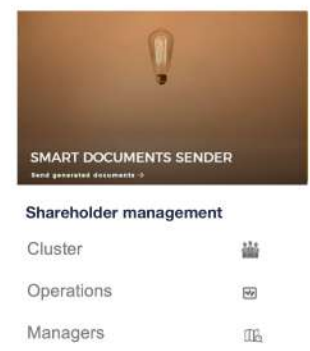 SMART DOCUMENTS SENDER
Send generated documents →
Shareholder management
Cluster
Operations
Managers